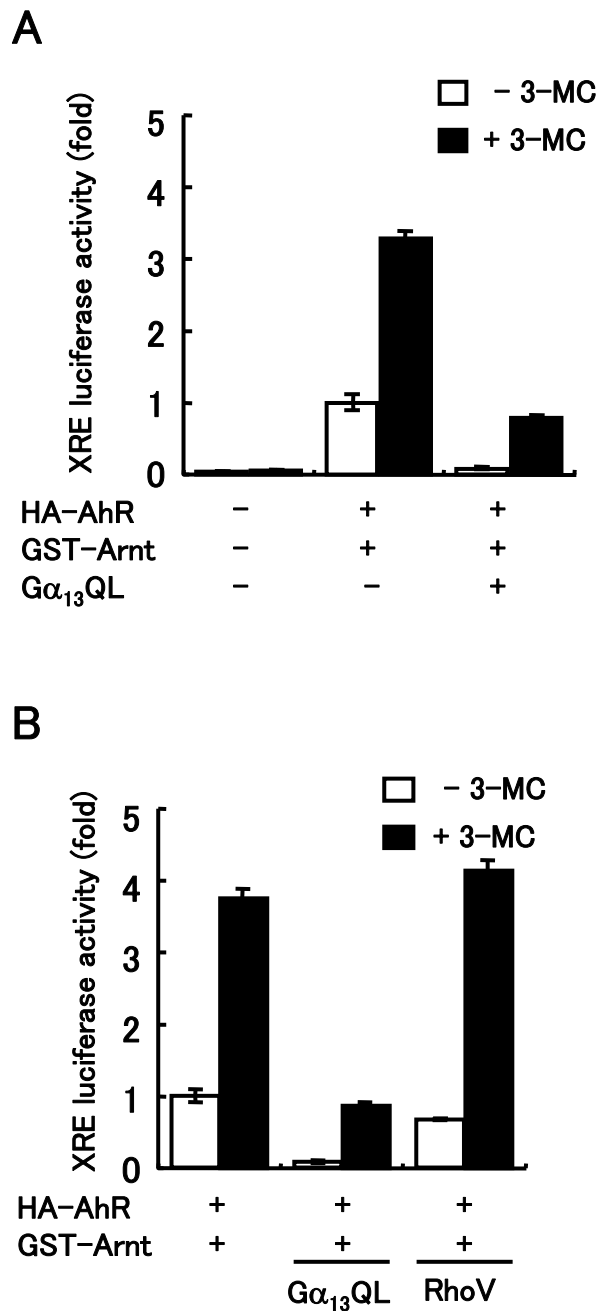 A
− 3−MC
+ 3−MC
XRE luciferase activity (fold)
5
4
3
2
1
0
HA−AhR − + +
GST−Arnt − + +
Gα13QL − − +
B
− 3−MC
+ 3−MC
XRE luciferase activity (fold)
5
4
3
2
1
0
HA−AhR + + +
GST−Arnt + + +
Gα13QL RhoV